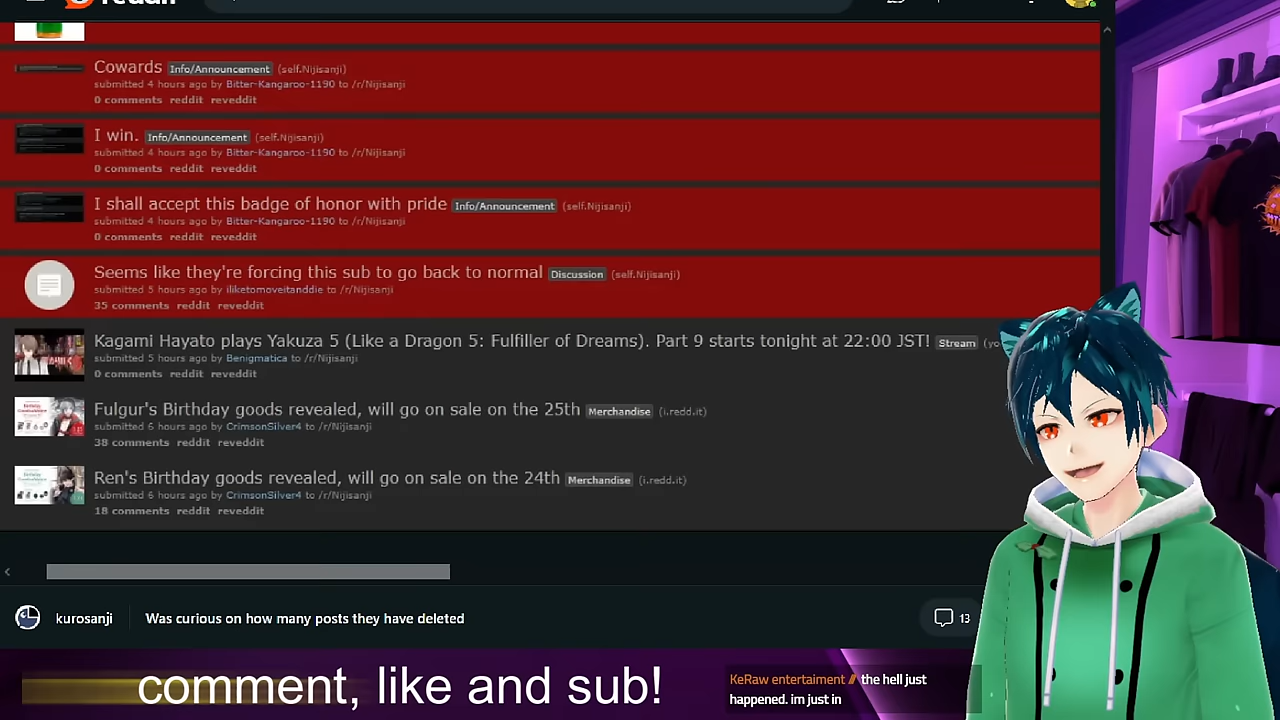 Cowards Info/Announcement (self.Nijisanji)
submitted 4 hours ago by Bitter-Kangaroo-1190 to /r/Nijisanji
0 comments reddit reveddit
I win. Info/Announcement (self.Nijisanji)
submitted 4 hours ago by Bitter-Kangaroo-1190 to /r/Nijisanji
0 comments reddit reveddit
I shall accept this badge of honor with pride Info/Announcement (self.Nijisanji)
submitted 4 hours ago by Bitter-Kangaroo-1190 to /r/Nijisanji
0 comments reddit reveddit
Seems like they're forcing this sub to go back to normal Discussion (self.Nijisanji)
submitted 5 hours ago by iliketomoveitanddie to /r/Nijisanji
35 comments reddit reveddit
Kagami Hayato plays Yakuza 5 (Like a Dragon 5: Fulfiller of Dreams). Part 9 starts tonight at 22:00 JST! Stream
submitted 5 hours ago by Benigmatica to /r/Nijisanji
0 comments reddit reveddit
Fulgur's Birthday goods revealed, will go on sale on the 25th Merchandise (i.redd.it)
submitted 6 hours ago by CrimsonSilver4 to /r/Nijisanji
38 comments reddit reveddit
Ren's Birthday goods revealed, will go on sale on the 24th Merchandise (i.redd.it)
submitted 6 hours ago by CrimsonSilver4 to /r/Nijisanji
18 comments reddit reveddit
kurosanji Was curious on how many posts they have deleted 13
comment, like and sub!
KeRaw entertaiment // the hell just
happened. im just in